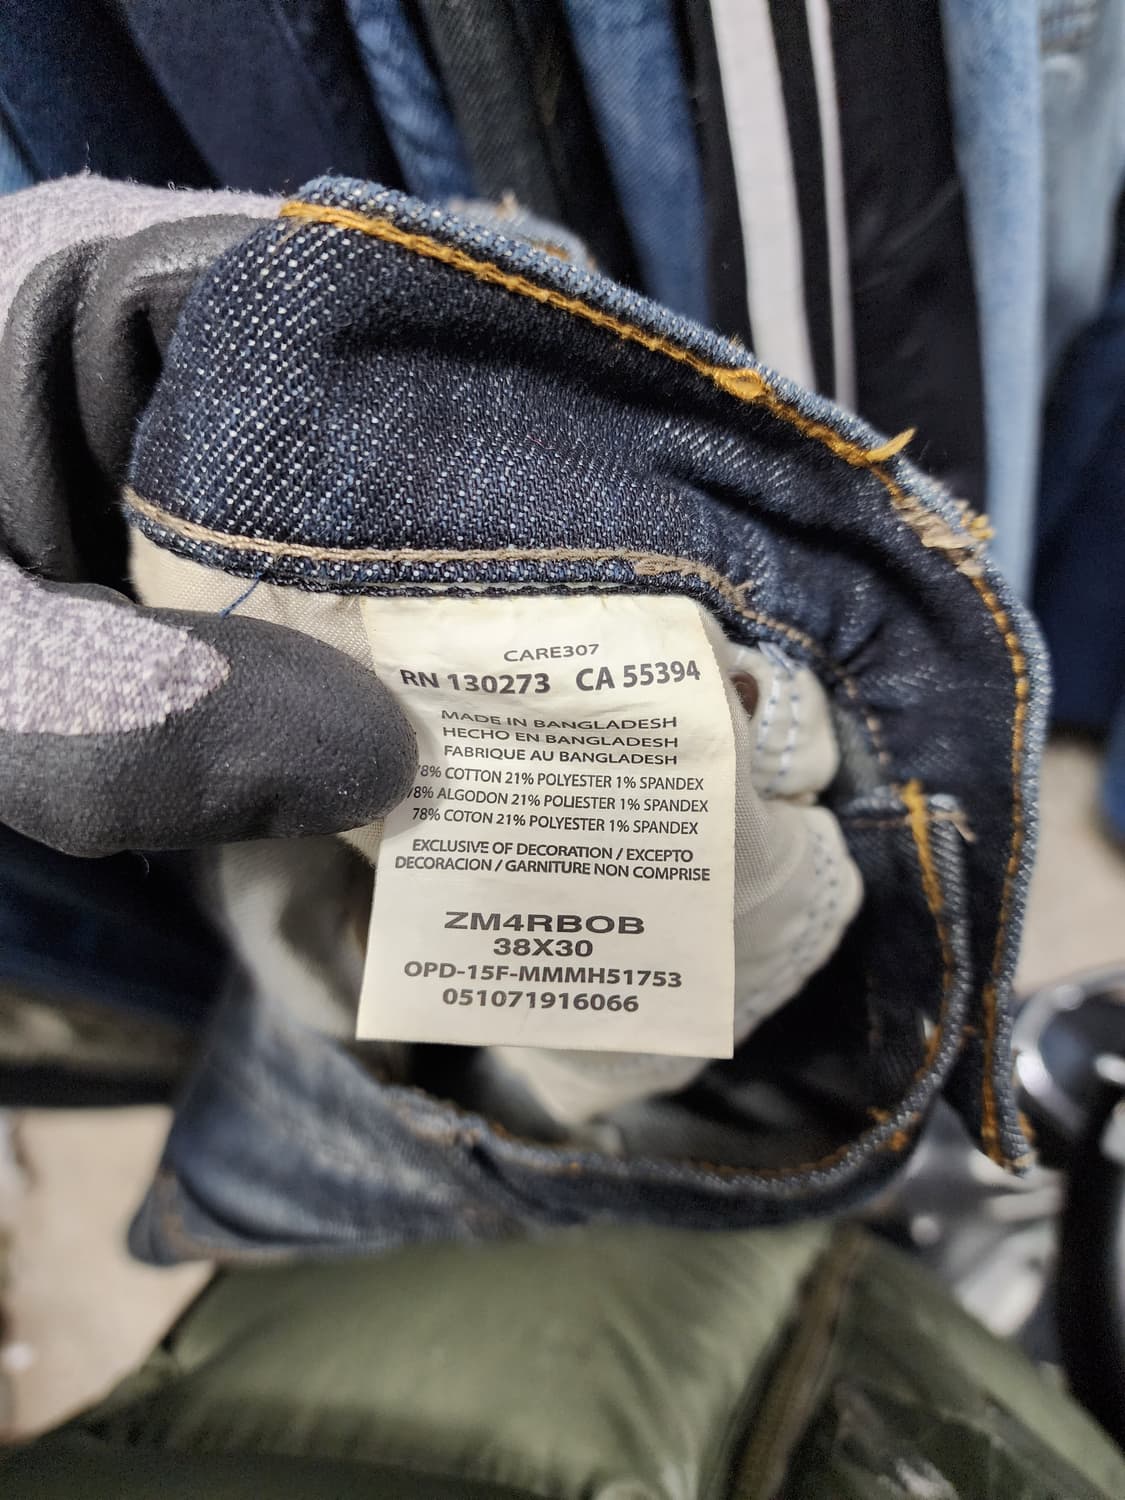 CARE307
RN 130273 CA 55394
MADE IN BANGLADESH
HECHO EN BANGLADESH
FABRIQUE AU BANGLADESH
78% COTTON 21% POLYESTER 1% SPANDEX
78% ALGODON 21% POLIESTER 1% SPANDEX
78% COTON 21% POLYESTER 1% SPANDEX
EXCLUSIVE OF DECORATION / EXCEPTO
DECORACION / GARNITURE NON COMPRISE
ZM4RBOB
38X30
OPD-15F-MMMH51753
051071916066